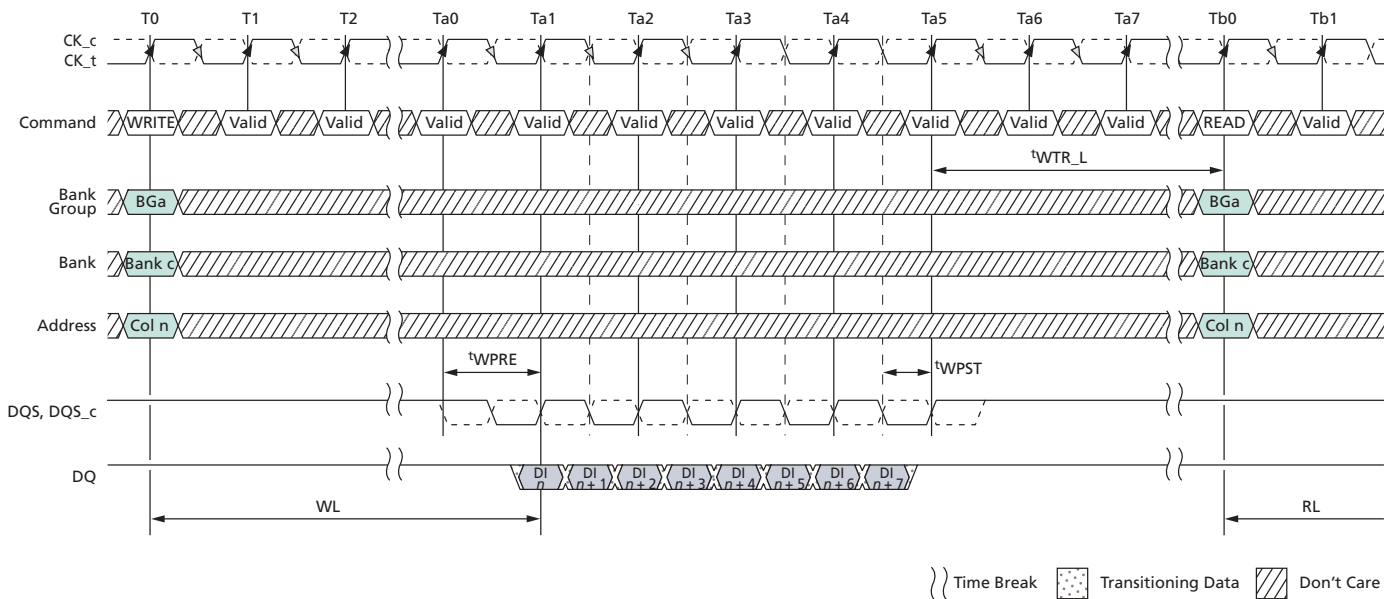 T0 T1 T2 Ta0 Ta1 Ta2 Ta3 Ta4 Ta5 Ta6 Ta7 Tb0 Tb1
CK_c
CK_t
Command WRITE Valid Valid Valid Valid Valid Valid Valid Valid Valid Valid READ Valid
tWTR_L
Bank
Group BGa BGa
Bank Bank c Bank c
Address Col n Col n
tWPRE tWPST
DQS, DQS_c
DQ DI n DI n + 1 DI n + 2 DI n + 3 DI n + 4 DI n + 5 DI n + 6 DI n + 7
WL RL
Time Break Transitioning Data Don't Care